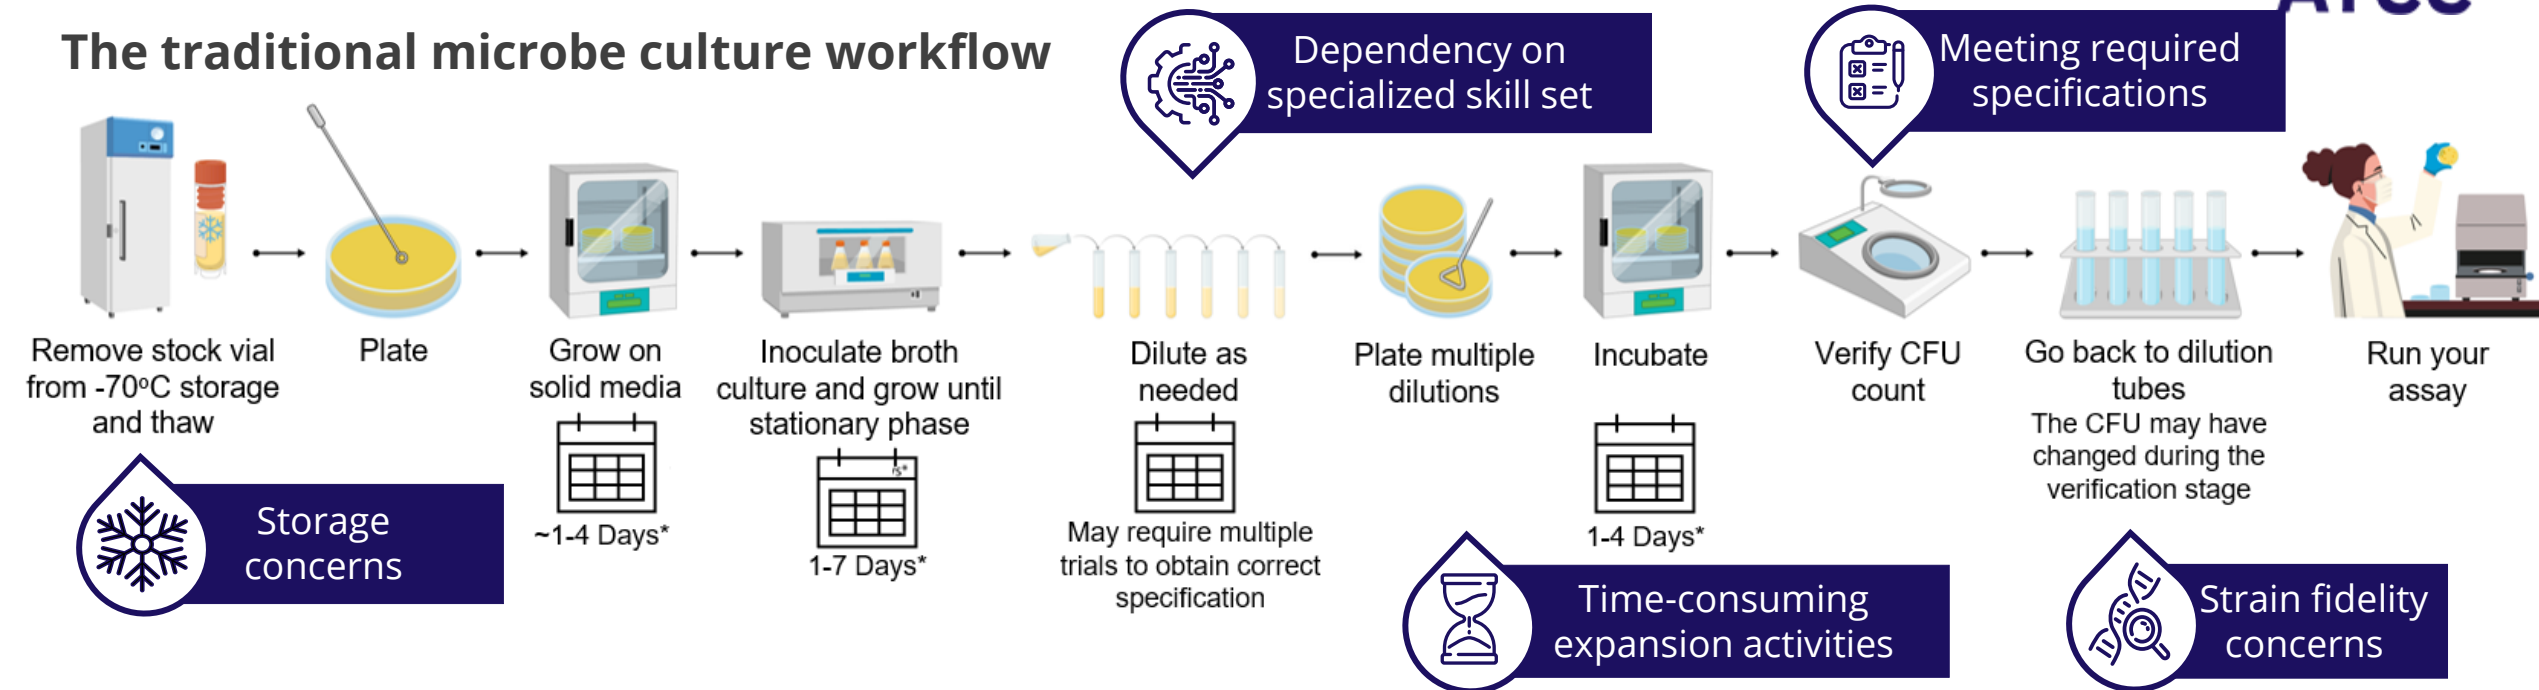 The traditional microbe culture workflow
Dependency on
specialized skill set
Meeting required
specifications
Remove stock vial
from -70°C storage
and thaw
Plate
Grow on
solid media
~1-4 Days*
Inoculate broth
culture and grow until
stationary phase
1-7 Days*
Dilute as
needed
May require multiple
trials to obtain correct
specification
Plate multiple
dilutions
Incubate
1-4 Days*
Verify CFU
count
Go back to dilution
tubes
The CFU may have
changed during the
verification stage
Run your
assay
Storage
concerns
Time-consuming
expansion activities
Strain fidelity
concerns